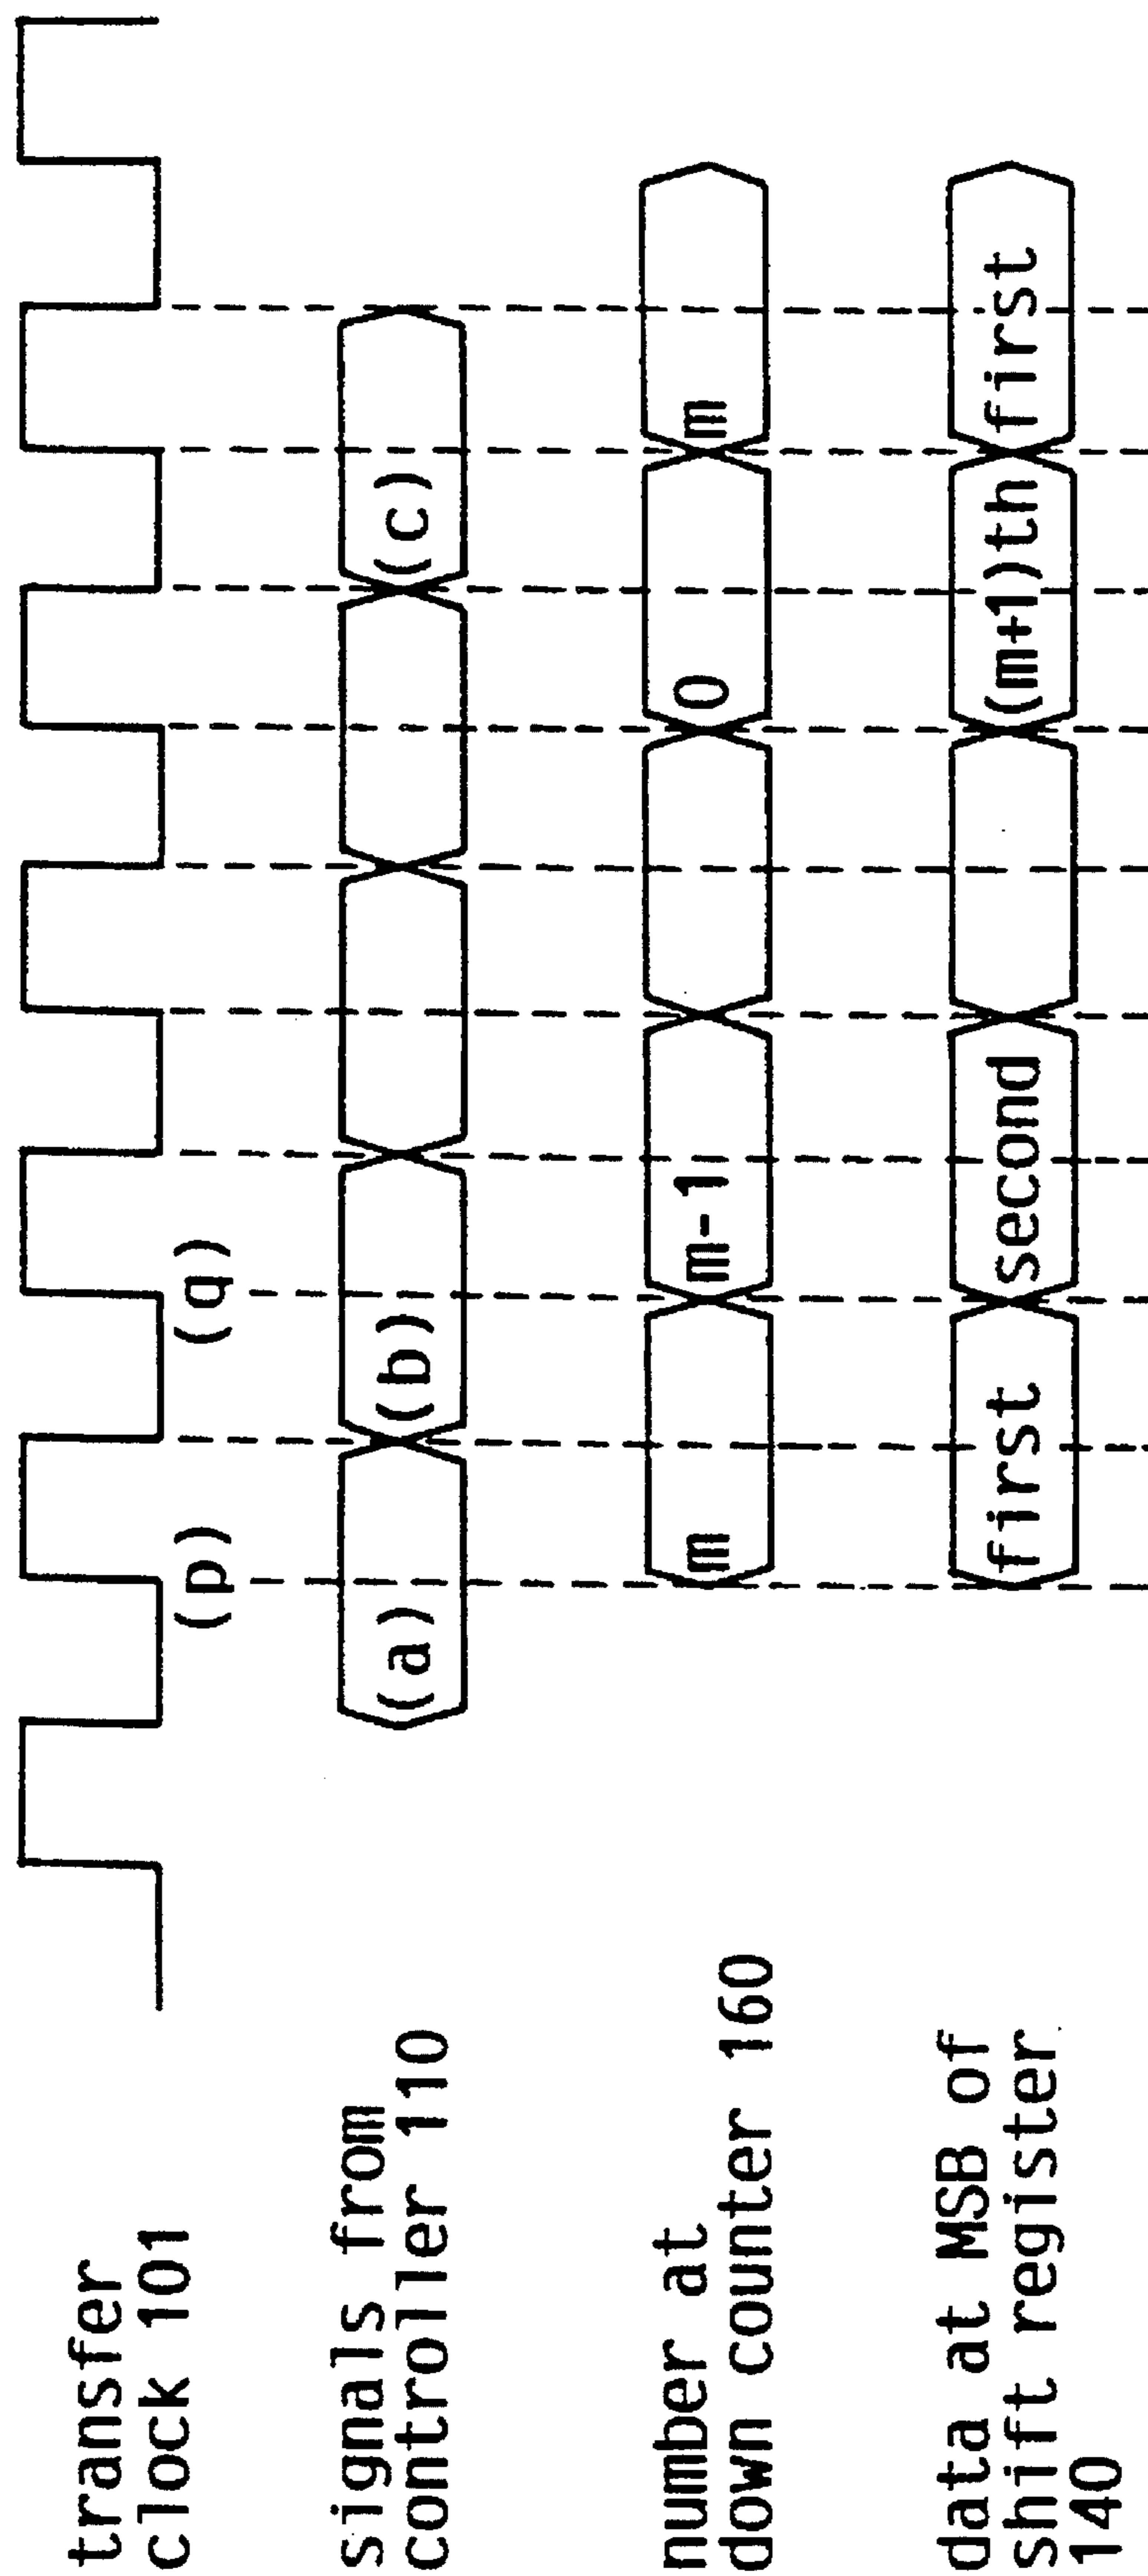 transfer
clock 101
(p)
(q)
signals from
controller 110
(a)
(b)
(c)
number at
down counter 160
m
m-1
0
m
data at MSB of
shift register
140
first
second
(m+1)th
first